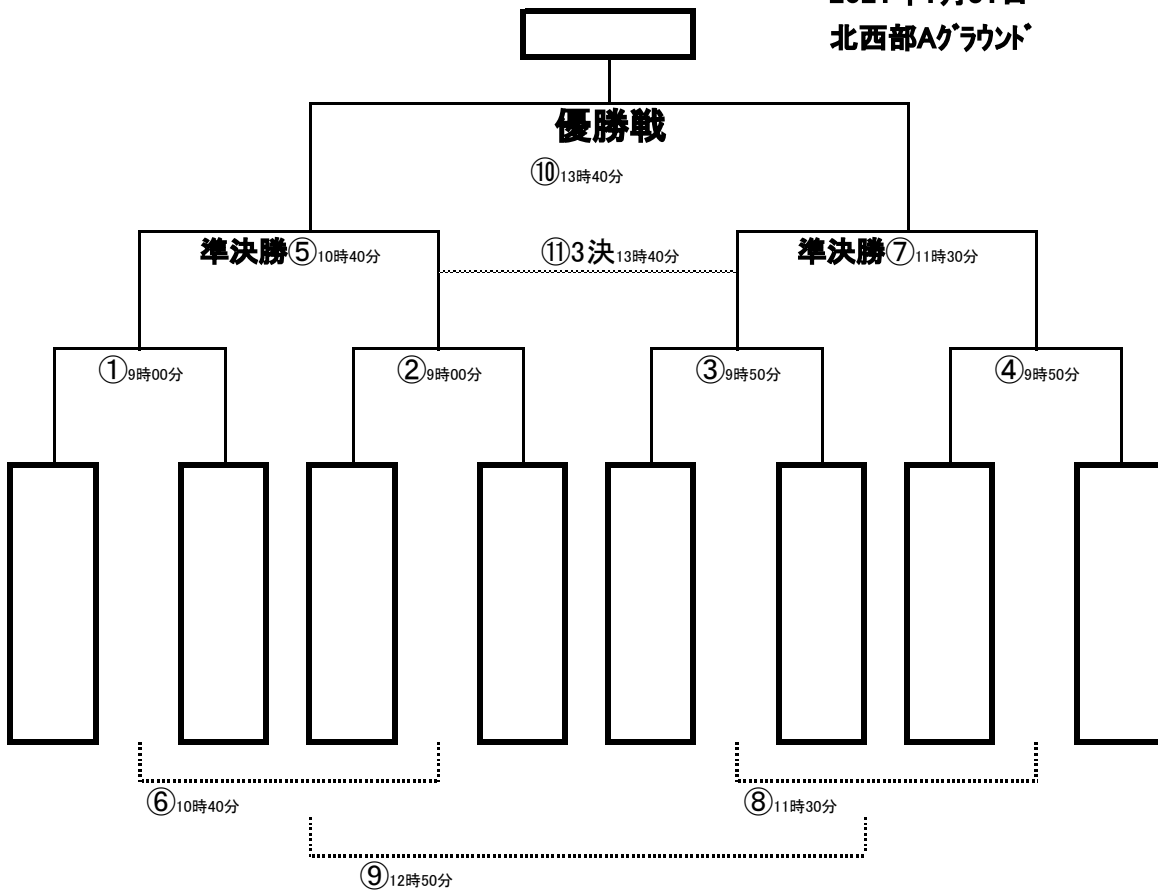 北西部Aグラウンド
優勝戦
⑩13時40分
準決勝⑤10時40分
⑪3決13時40分
準決勝⑦11時30分
①9時00分
②9時00分
③9時50分
④9時50分
⑥10時40分
⑧11時30分
⑨12時50分